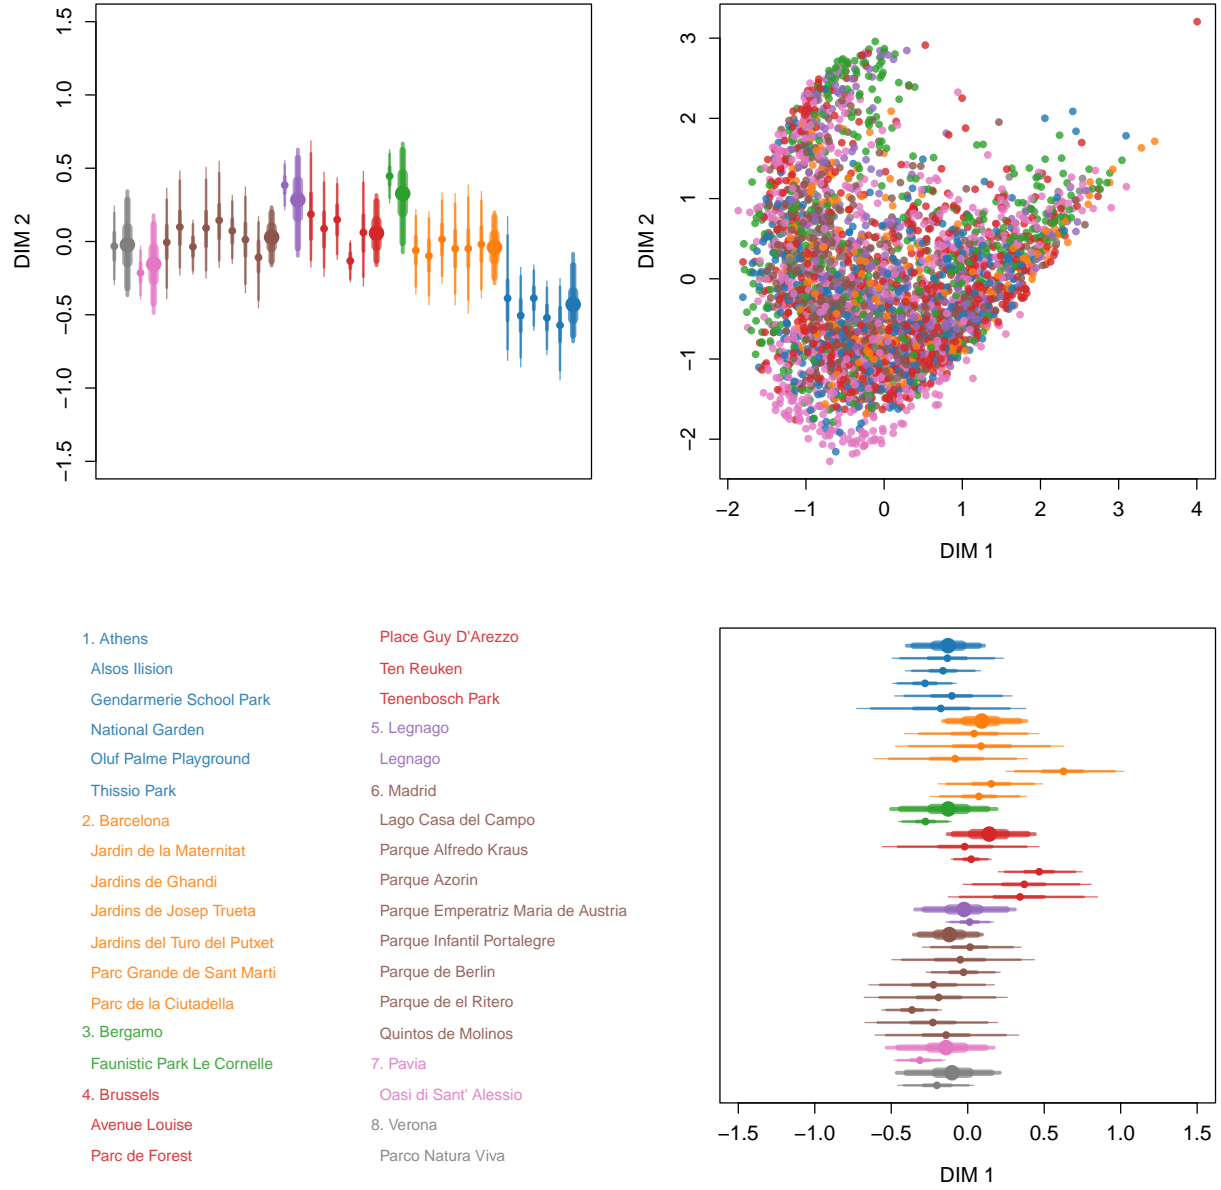 1.5
1.0
0.5
0.0
−0.5
−1.0
−1.5
DIM 2
3
2
1
0
−1
−2
DIM 2
−2 −1 0 1 2 3 4
DIM 1
1. Athens
Alsos Ilision
Gendarmerie School Park
National Garden
Oluf Palme Playground
Thissio Park
2. Barcelona
Jardin de la Maternitat
Jardins de Ghandi
Jardins de Josep Trueta
Jardins del Turo del Putxet
Parc Grande de Sant Marti
Parc de la Ciutadella
3. Bergamo
Faunistic Park Le Cornelle
4. Brussels
Avenue Louise
Parc de Forest
Place Guy D'Arezzo
Ten Reuken
Tenenbosch Park
5. Legnago
Legnago
6. Madrid
Lago Casa del Campo
Parque Alfredo Kraus
Parque Azorin
Parque Emperatriz Maria de Austria
Parque Infantil Portalegre
Parque de Berlin
Parque de el Ritero
Quintos de Molinos
7. Pavia
Oasi di Sant' Alessio
8. Verona
Parco Natura Viva
−1.5 −1.0 −0.5 0.0 0.5 1.0 1.5
DIM 1